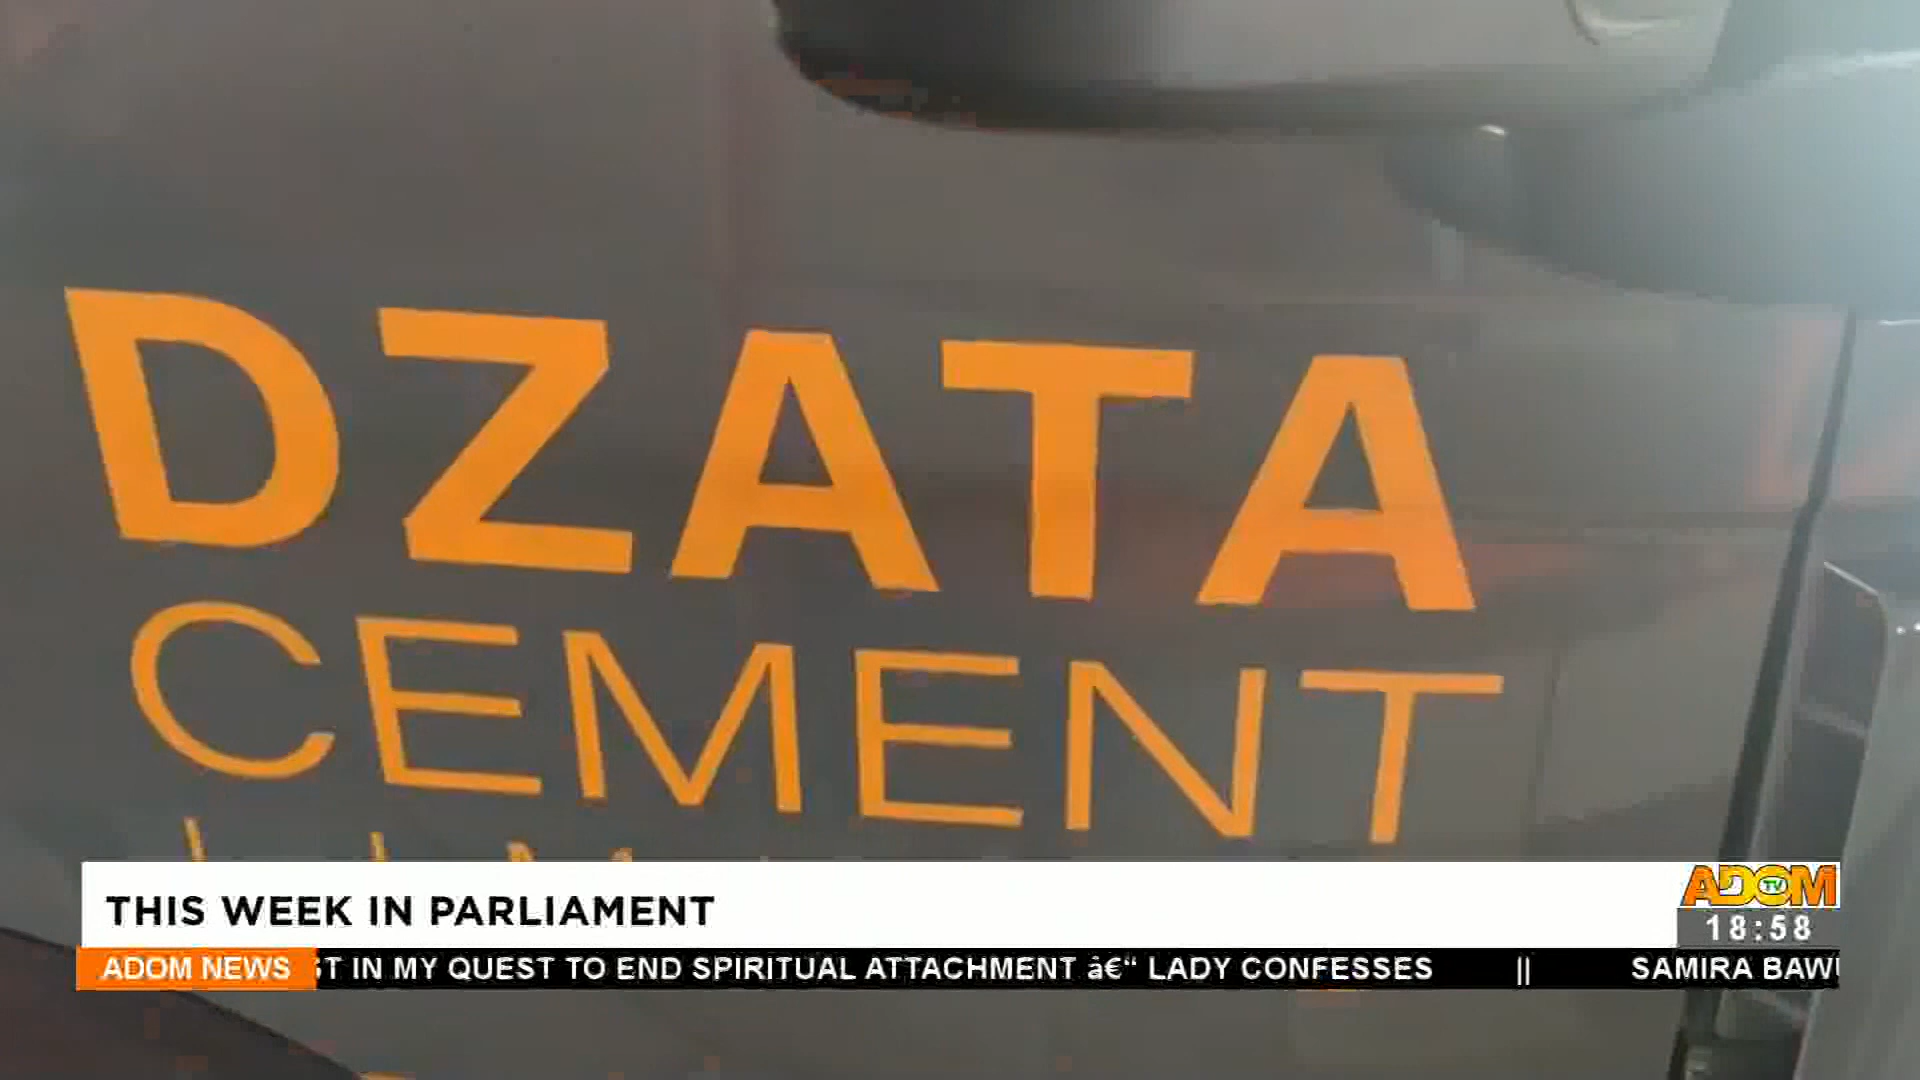 DZATA
CEMENT
THIS WEEK IN PARLIAMENT
ADOM
TV
18:58
ADOM NEWS
T IN MY QUEST TO END SPIRITUAL ATTACHMENT â€“ LADY CONFESSES || SAMIRA